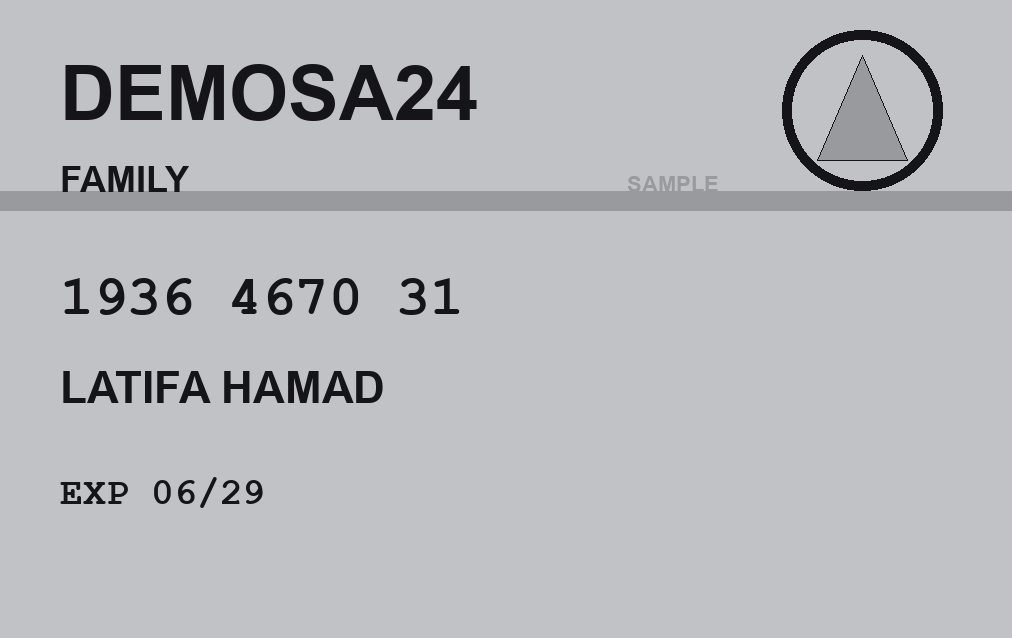 DEMOSA24
FAMILY
SAMPLE
1936 4670 31
LATIFA HAMAD
EXP 06/29